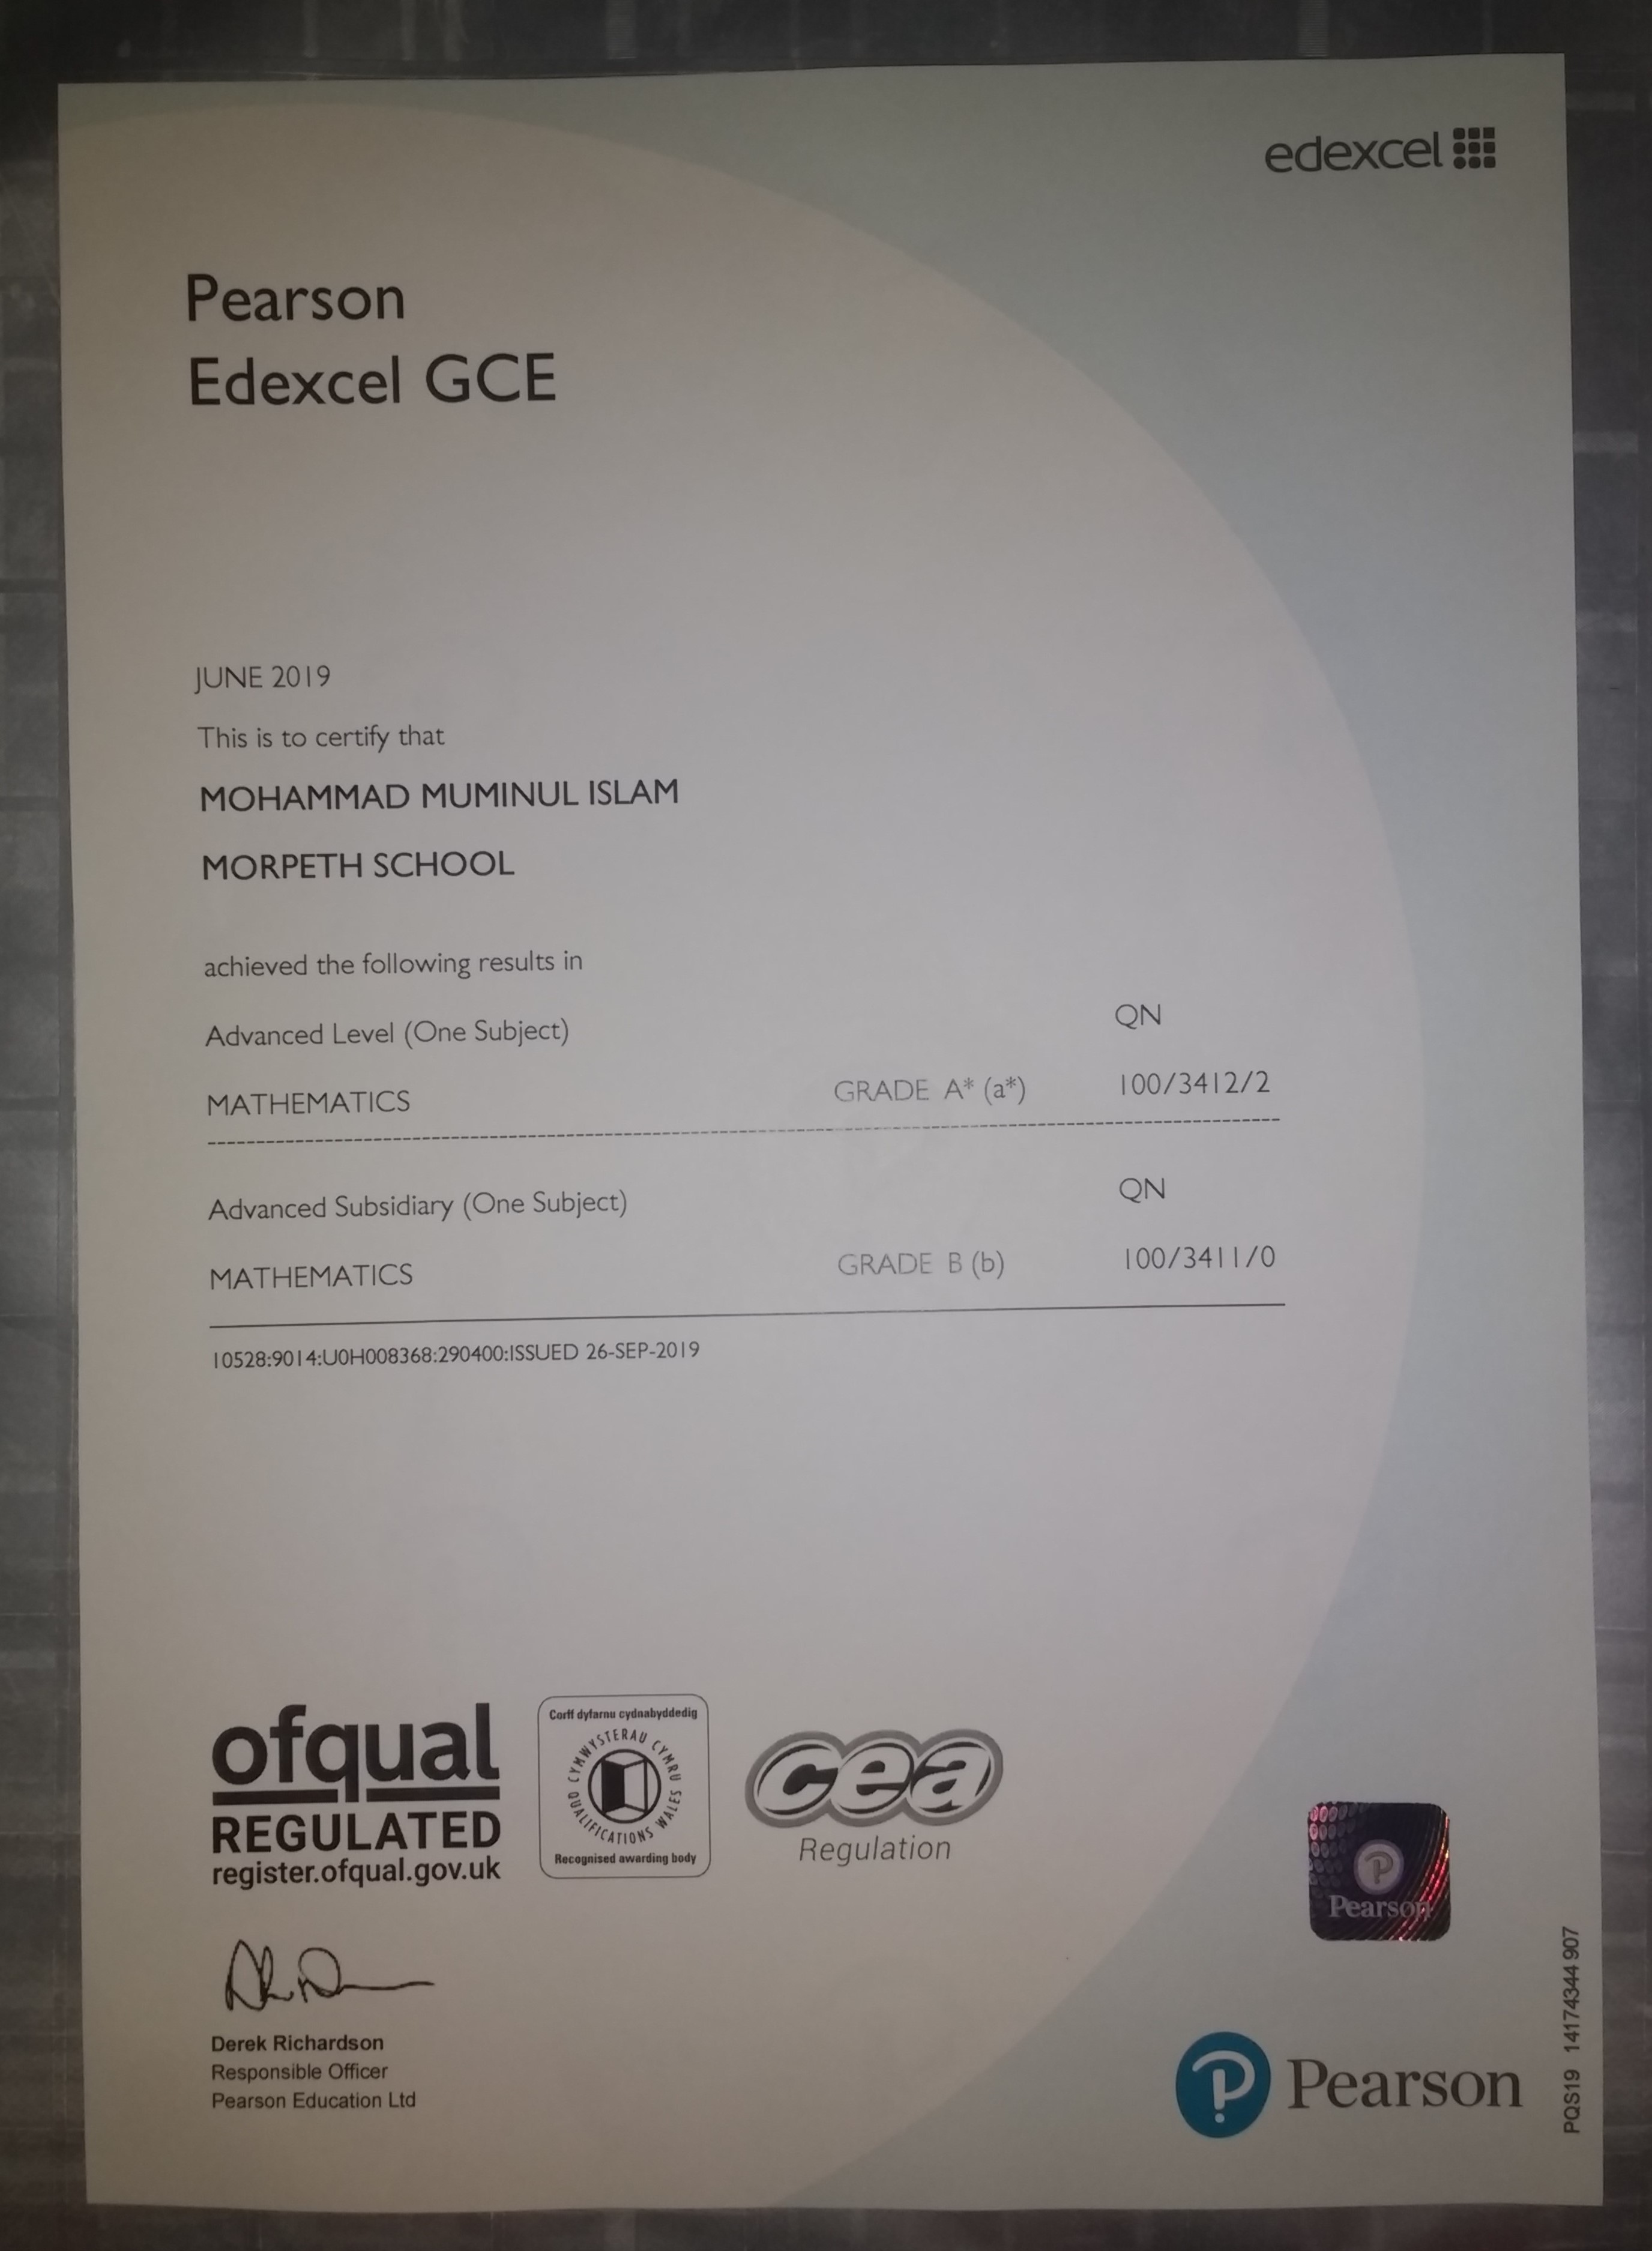 edexcel
Pearson
Edexcel GCE
JUNE 2019
This is to certify that
MOHAMMAD MUMINUL ISLAM
MORPETH SCHOOL
achieved the following results in
Advanced Level (One Subject) QN
MATHEMATICS GRADE A* (a*) 100/3412/2
Advanced Subsidiary (One Subject) QN
MATHEMATICS GRADE B (b) 100/3411/0
10528:9014:U0H008368:290400:ISSUED 26-SEP-2019
ofqual
REGULATED
register.ofqual.gov.uk
Corff dyfarnu cydnabyddedig
CYMWYSTERAU CYMRU
QUALIFICATIONS WALES
Recognised awarding body
cea
Regulation
Pearson
Derek Richardson
Responsible Officer
Pearson Education Ltd
Pearson
PQS19 14174344 907